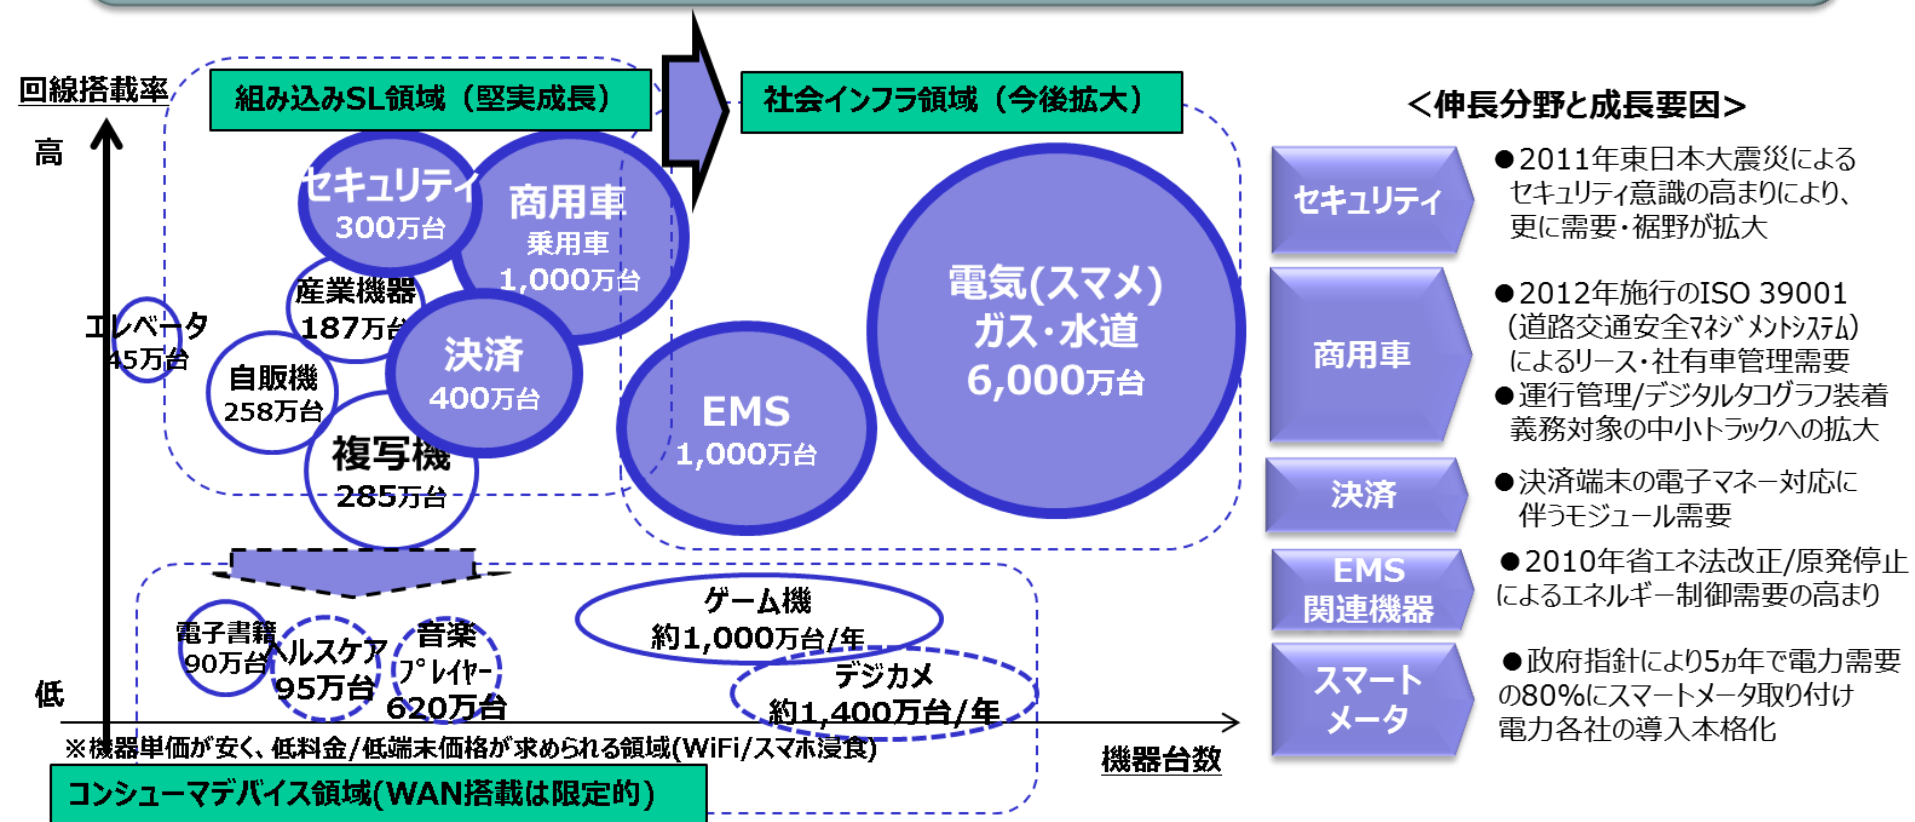 回線搭載率
高
低
組み込みSL領域（堅実成長）
社会インフラ領域（今後拡大）
セキュリティ
300万台
商用車
乗用車
1,000万台
産業機器
187万台
エレベータ
45万台
自販機
258万台
決済
400万台
複写機
285万台
EMS
1,000万台
電気(スマメ)
ガス・水道
6,000万台
電子書籍
90万台
ヘルスケア
95万台
音楽
ﾌﾟﾚｲﾔｰ
620万台
ゲーム機
約1,000万台/年
デジカメ
約1,400万台/年
※機器単価が安く、低料金/低端末価格が求められる領域(WiFi/スマホ浸食)
機器台数
コンシューマデバイス領域(WAN搭載は限定的)
＜伸長分野と成長要因>
セキュリティ
●2011年東日本大震災による
セキュリティ意識の高まりにより、
更に需要・裾野が拡大
商用車
●2012年施行のISO 39001
（道路交通安全ﾏﾈｼﾞﾒﾝﾄｼｽﾃﾑ）
によるリース・社有車管理需要
●運行管理/デジタルタコグラフ装着
義務対象の中小トラックへの拡大
決済
●決済端末の電子マネー対応に
伴うモジュール需要
EMS
関連機器
●2010年省エネ法改正/原発停止
によるエネルギー制御需要の高まり
スマート
メータ
●政府指針により5ヵ年で電力需要
の80%にスマートメータ取り付け
電力各社の導入本格化